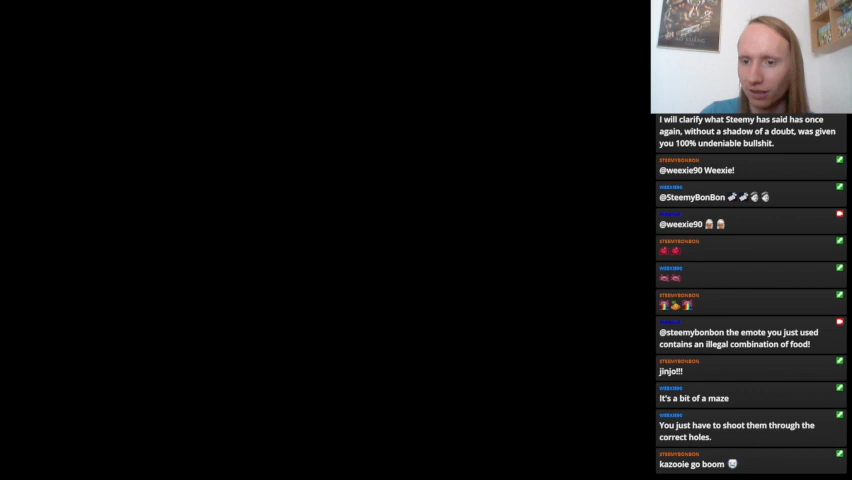 I will clarify what Steemy has said has once
again, without a shadow of a doubt, was given
you 100% undeniable bullshit.
STEEMYBONBON
@weexie90 Weexie!
WEEXIE90
@SteemyBonBon
@weexie90
STEEMYBONBON
WEEXIE90
STEEMYBONBON
@steemybonbon the emote you just used
contains an illegal combination of food!
STEEMYBONBON
jinjo!!!
WEEXIE90
It's a bit of a maze
WEEXIE90
You just have to shoot them through the
correct holes.
STEEMYBONBON
kazooie go boom